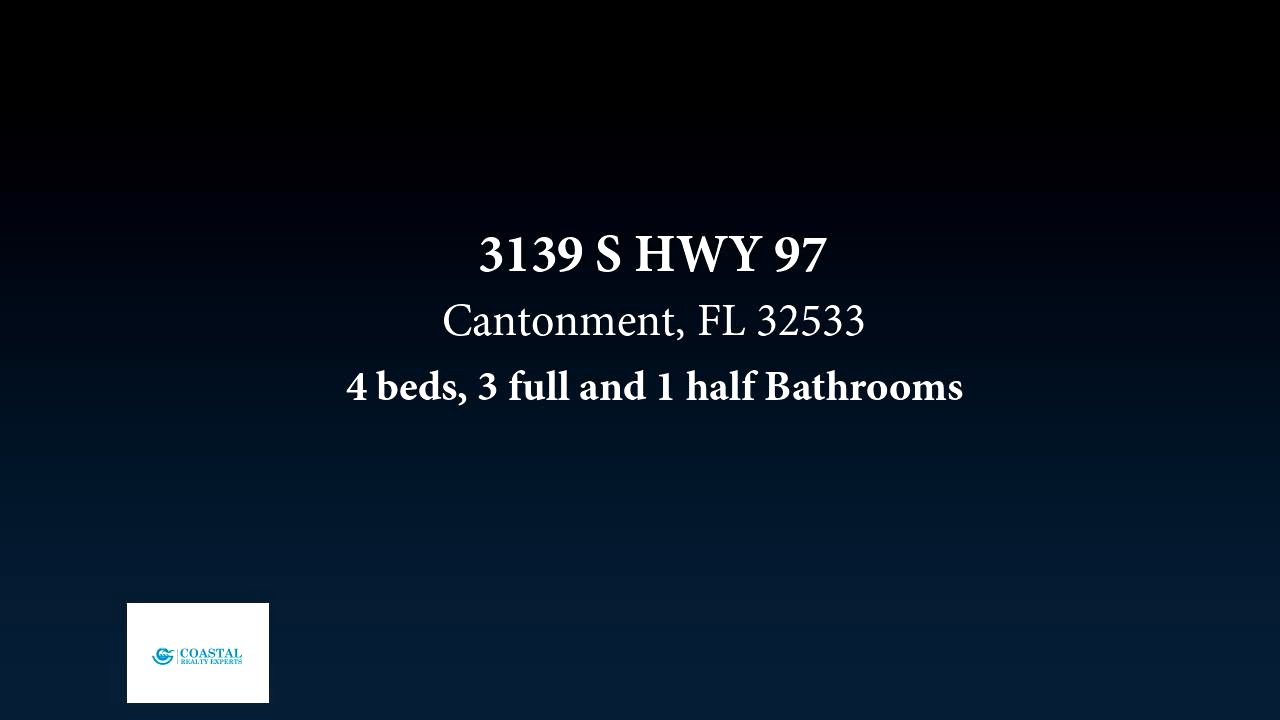 3139 S HWY 97
Cantonment, FL 32533
4 beds, 3 full and 1 half Bathrooms
COASTAL
REALTY EXPERTS